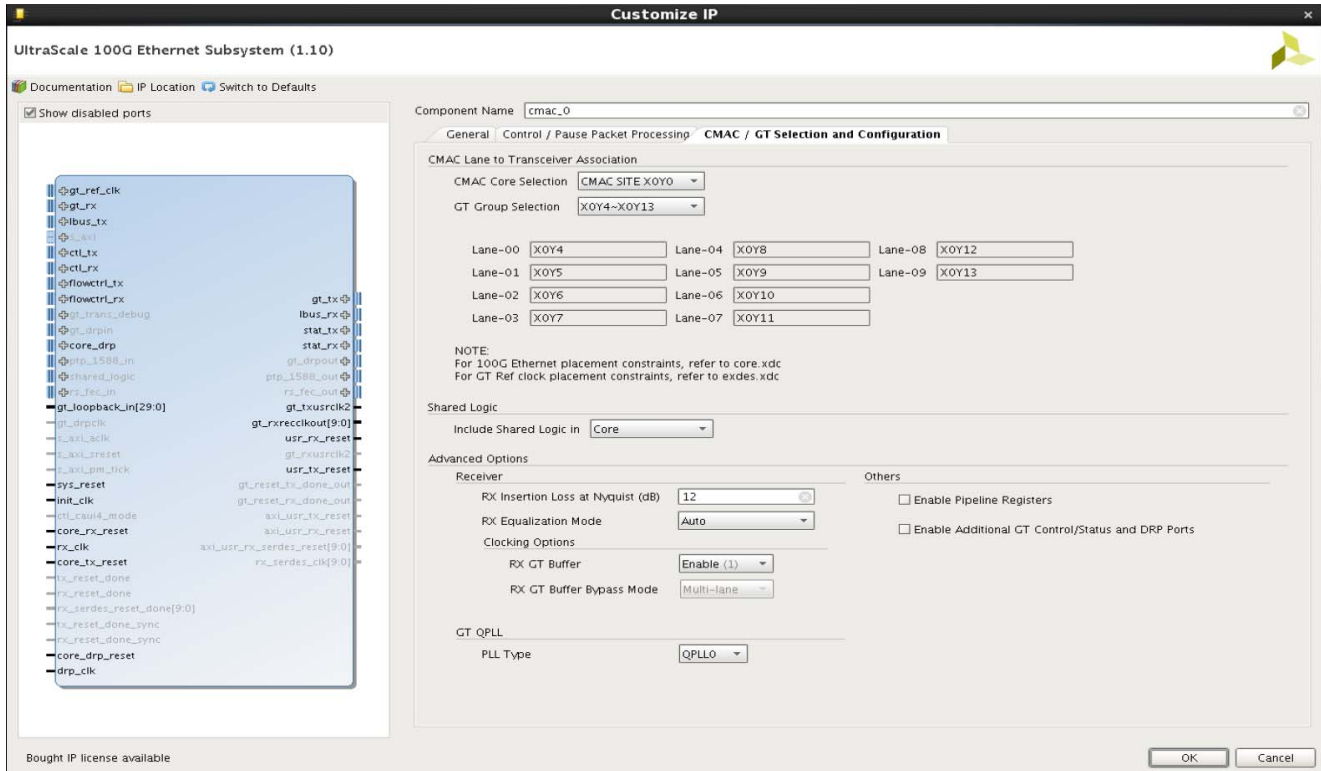 Customize IP
UltraScale 100G Ethernet Subsystem (1.10)
Documentation IP Location Switch to Defaults
Show disabled ports
gt_ref_clk
gt_rx
lbus_tx
s_axi
ctl_tx
ctl_rx
flowctrl_tx
flowctrl_rx gt_tx
gt_trans_debug lbus_rx
gt_drpin stat_tx
core_drp stat_rx
ptp_1588_in gt_drpout
shared_logic ptp_1588_out
rs_fec_in rs_fec_out
gt_loopback_in[29:0] gt_txusrclk2
gt_drpclk gt_rxrecclkout[9:0]
s_axi_aclk usr_rx_reset
s_axi_sreset gt_rxusrclk2
s_axi_pm_tick usr_tx_reset
sys_reset gt_reset_tx_done_out
init_clk gt_reset_rx_done_out
ctl_caui4_mode axi_usr_tx_reset
core_rx_reset axi_usr_rx_reset
rx_clk axi_usr_rx_serdes_reset[9:0]
core_tx_reset rx_serdes_clk[9:0]
tx_reset_done
rx_reset_done
rx_serdes_reset_done[9:0]
tx_reset_done_sync
rx_reset_done_sync
core_drp_reset
drp_clk
Bought IP license available
Component Name cmac_0
General Control / Pause Packet Processing CMAC / GT Selection and Configuration
CMAC Lane to Transceiver Association
CMAC Core Selection CMAC SITE X0Y0
GT Group Selection X0Y4~X0Y13
Lane-00 X0Y4 Lane-04 X0Y8 Lane-08 X0Y12
Lane-01 X0Y5 Lane-05 X0Y9 Lane-09 X0Y13
Lane-02 X0Y6 Lane-06 X0Y10
Lane-03 X0Y7 Lane-07 X0Y11
NOTE:
For 100G Ethernet placement constraints, refer to core.xdc
For GT Ref clock placement constraints, refer to exdes.xdc
Shared Logic
Include Shared Logic in Core
Advanced Options
Receiver Others
RX Insertion Loss at Nyquist (dB) 12 Enable Pipeline Registers
RX Equalization Mode Auto Enable Additional GT Control/Status and DRP Ports
Clocking Options
RX GT Buffer Enable (1)
RX GT Buffer Bypass Mode Multi-lane
GT QPLL
PLL Type QPLL0
OK Cancel